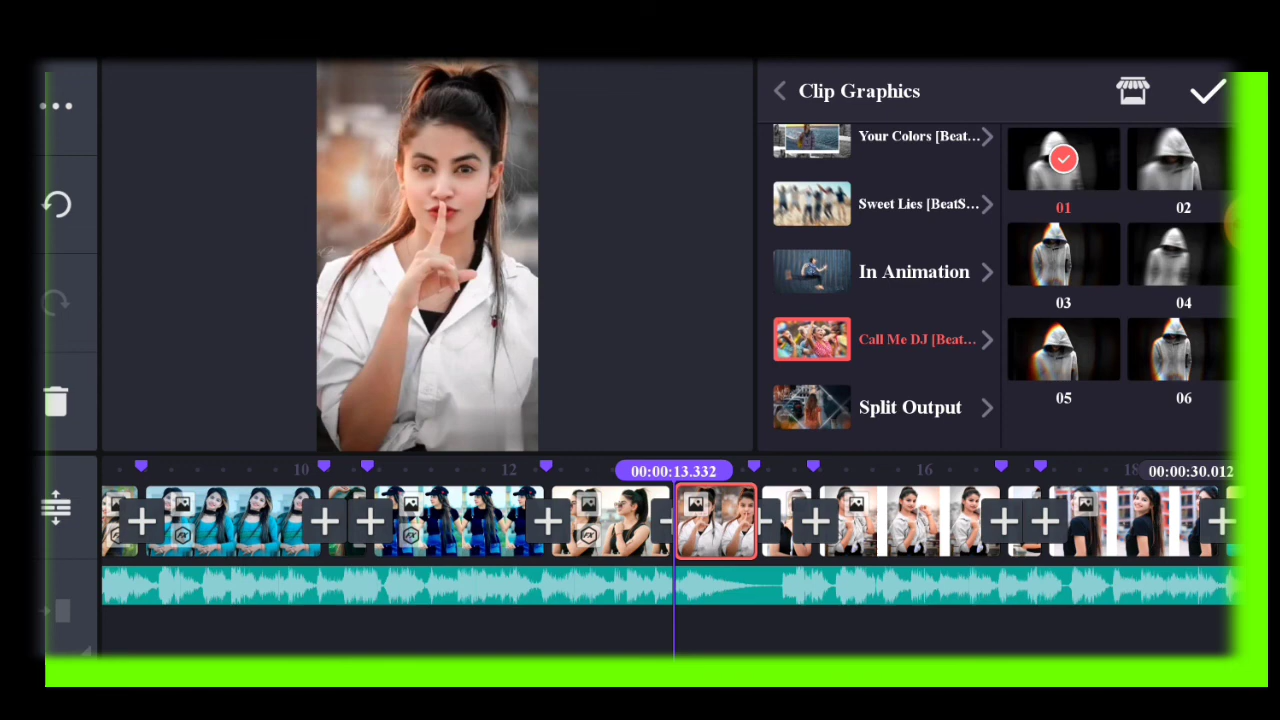 Clip Graphics
Your Colors [Beat...
Sweet Lies [BeatS...
In Animation
Call Me DJ [Beat...
Split Output
01
02
03
04
05
06
10
12
00:00:13.332
16
18
00:00:30.012